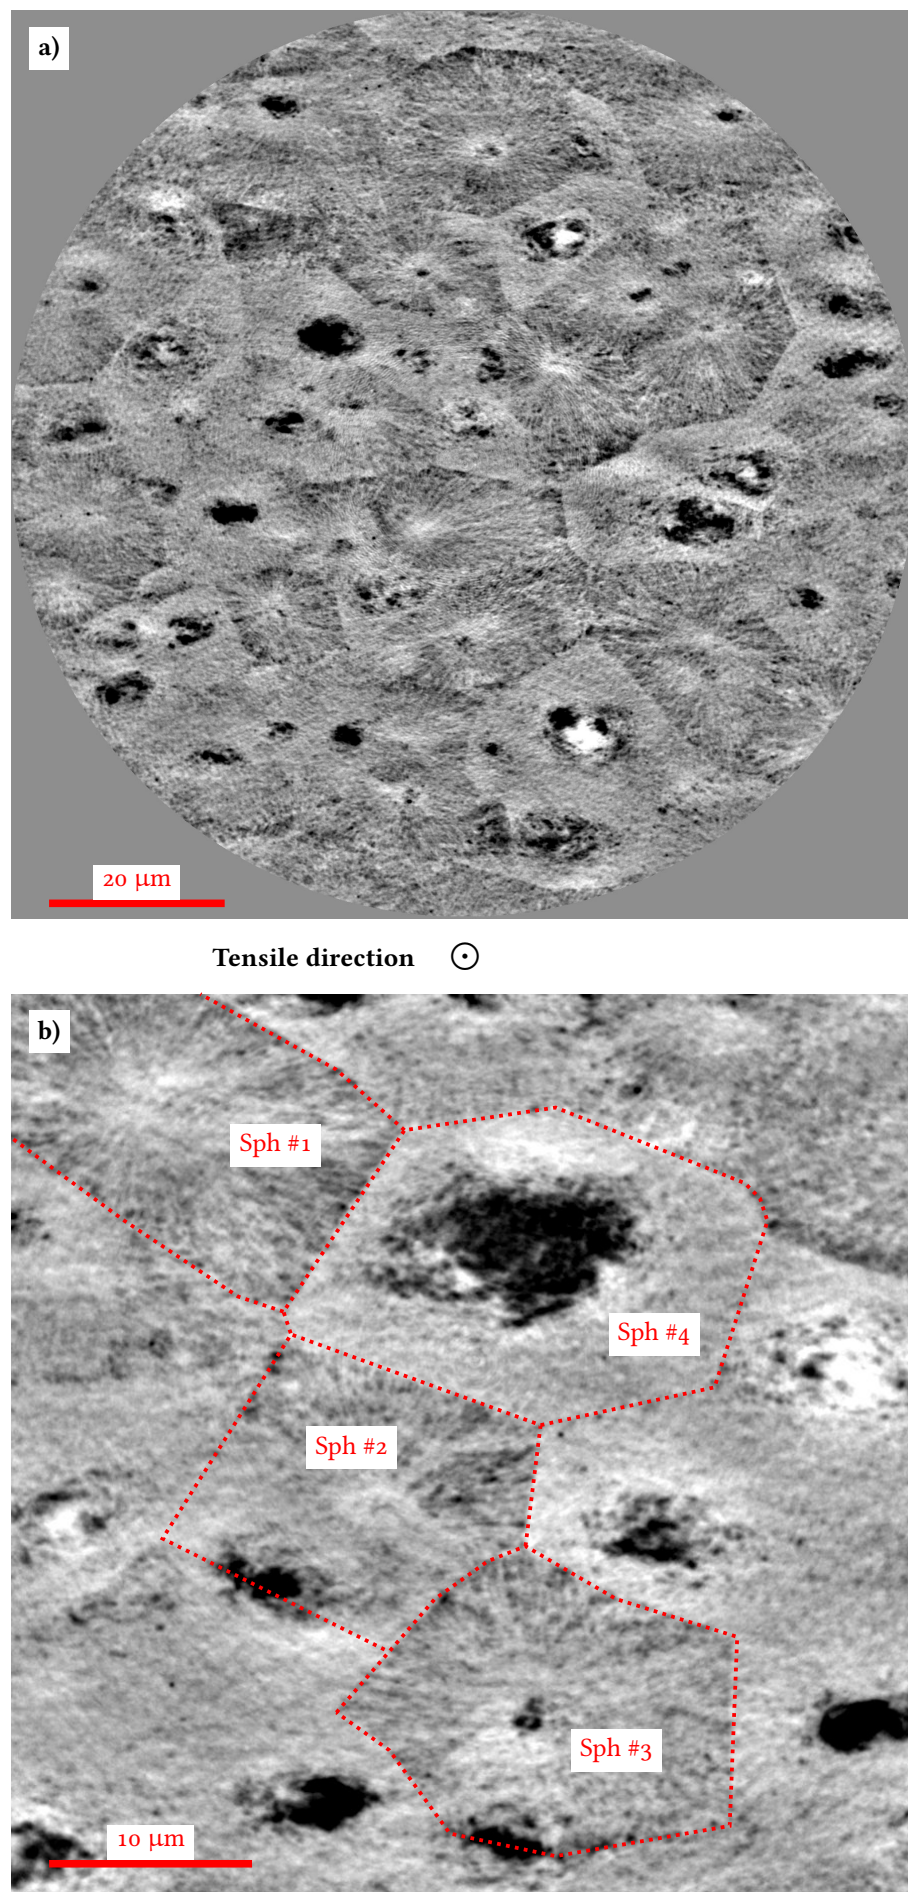 a)
20 µm
Tensile direction ⊙
b)
Sph #1
Sph #4
Sph #2
Sph #3
10 µm